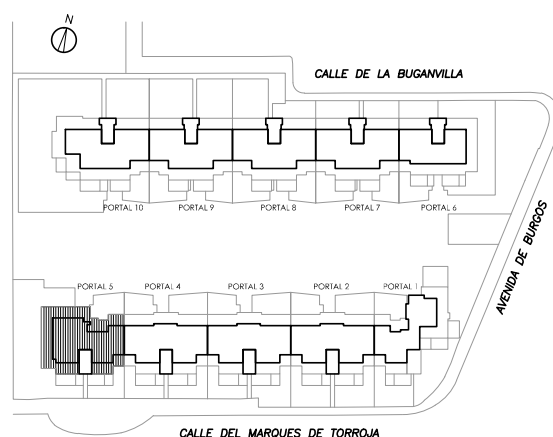 N
CALLE DE LA BUGANVILLA
PORTAL 10 PORTAL 9 PORTAL 8 PORTAL 7 PORTAL 6
AVENIDA DE BURGOS
PORTAL 5 PORTAL 4 PORTAL 3 PORTAL 2 PORTAL 1
CALLE DEL MARQUES DE TORROJA